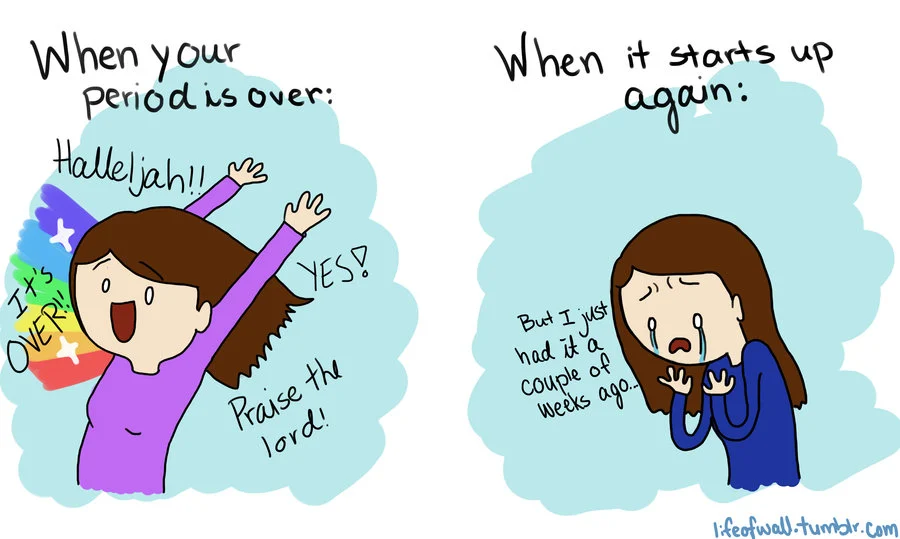 When your
period is over:
Halleljah!!
It's
OVER!!
YES!
Praise the
lord!
When it starts up
again:
But I just
had it a
couple of
weeks ago...
lifeofwall.tumblr.com